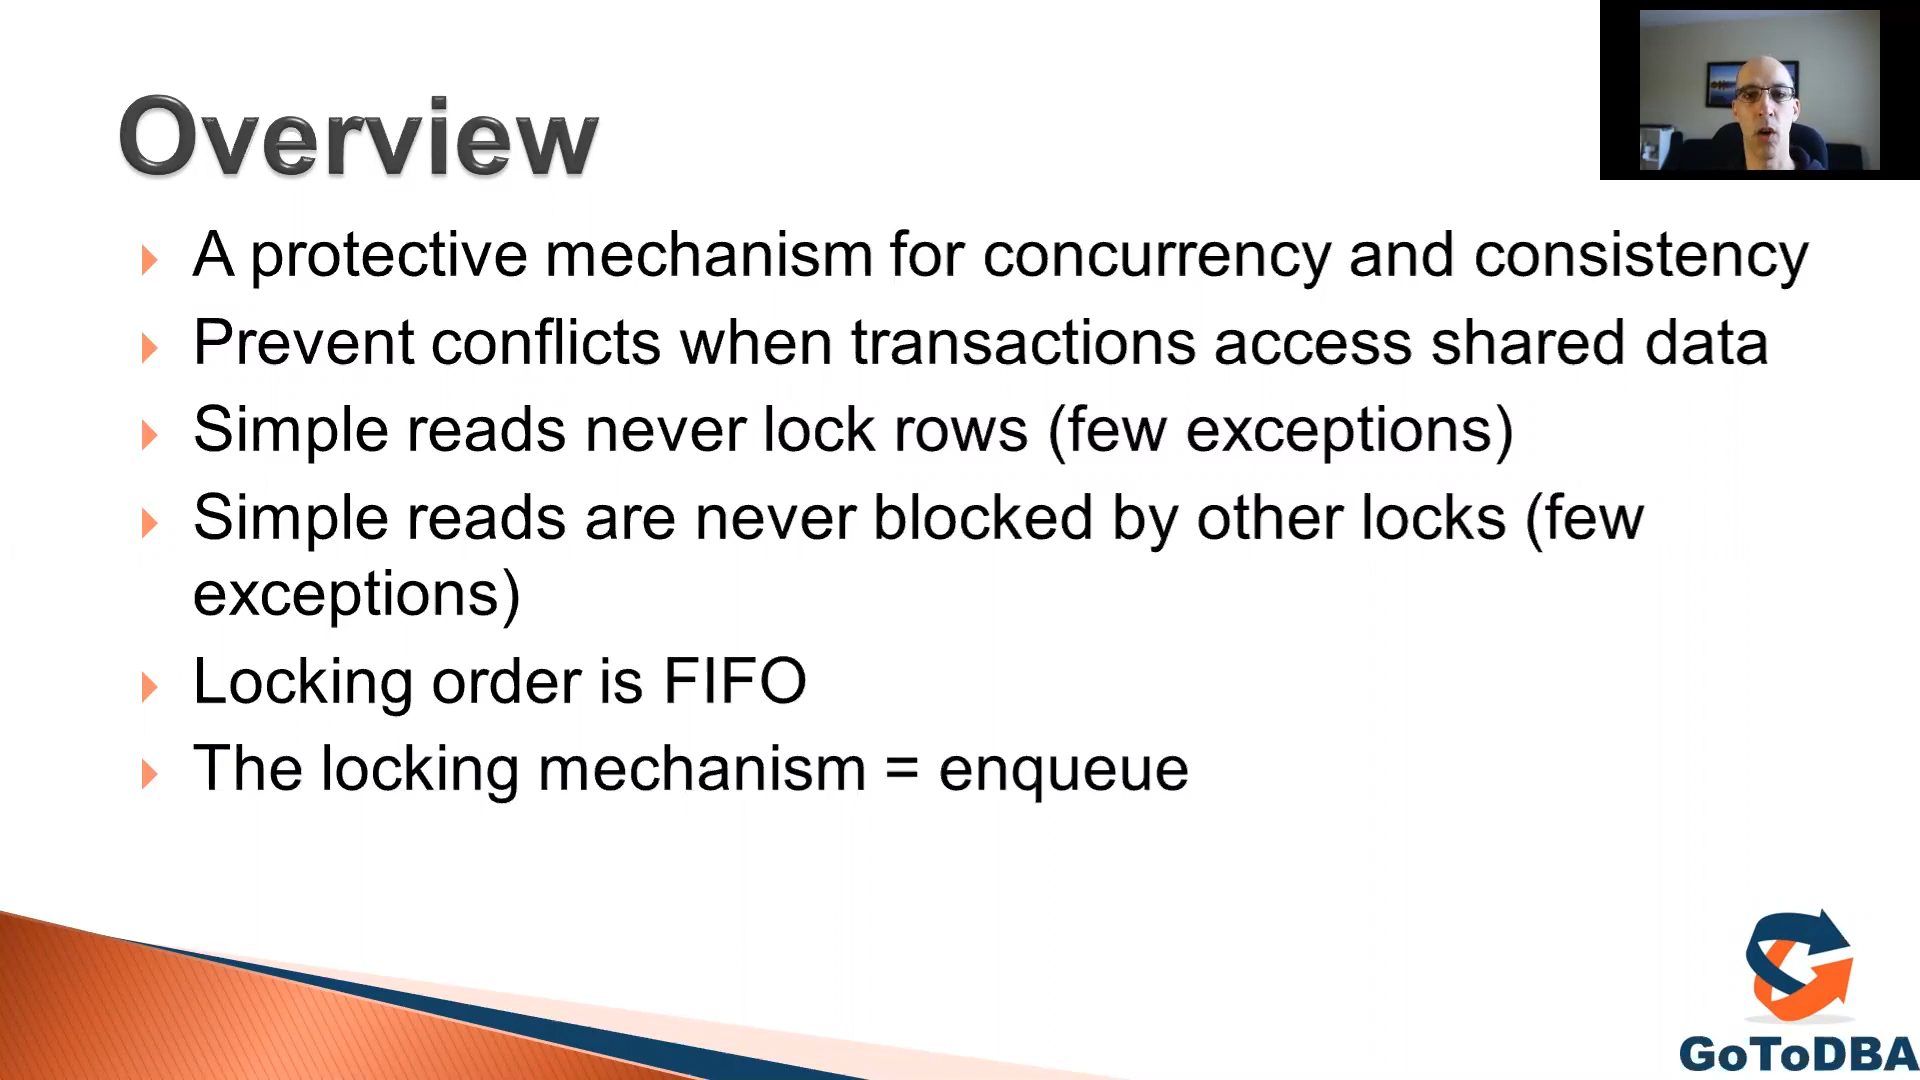 Overview
A protective mechanism for concurrency and consistency
Prevent conflicts when transactions access shared data
Simple reads never lock rows (few exceptions)
Simple reads are never blocked by other locks (few
exceptions)
Locking order is FIFO
The locking mechanism = enqueue
GoToDBA